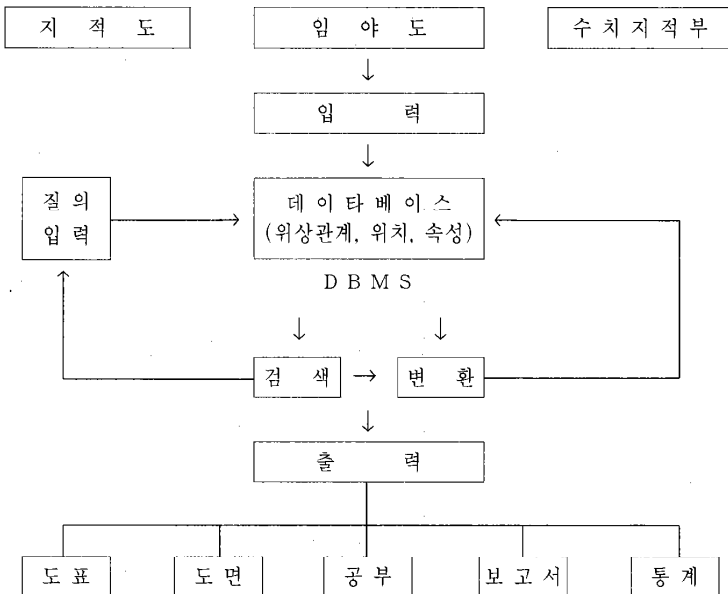 지 적 도
임 야 도
수 치 지 적 부
입 력
질 의
입 력
데 이 타 베 이 스
(위상관계, 위치, 속성)
D B M S
검 색
변 환
출 력
도 표
도 면
공 부
보 고 서
통 계